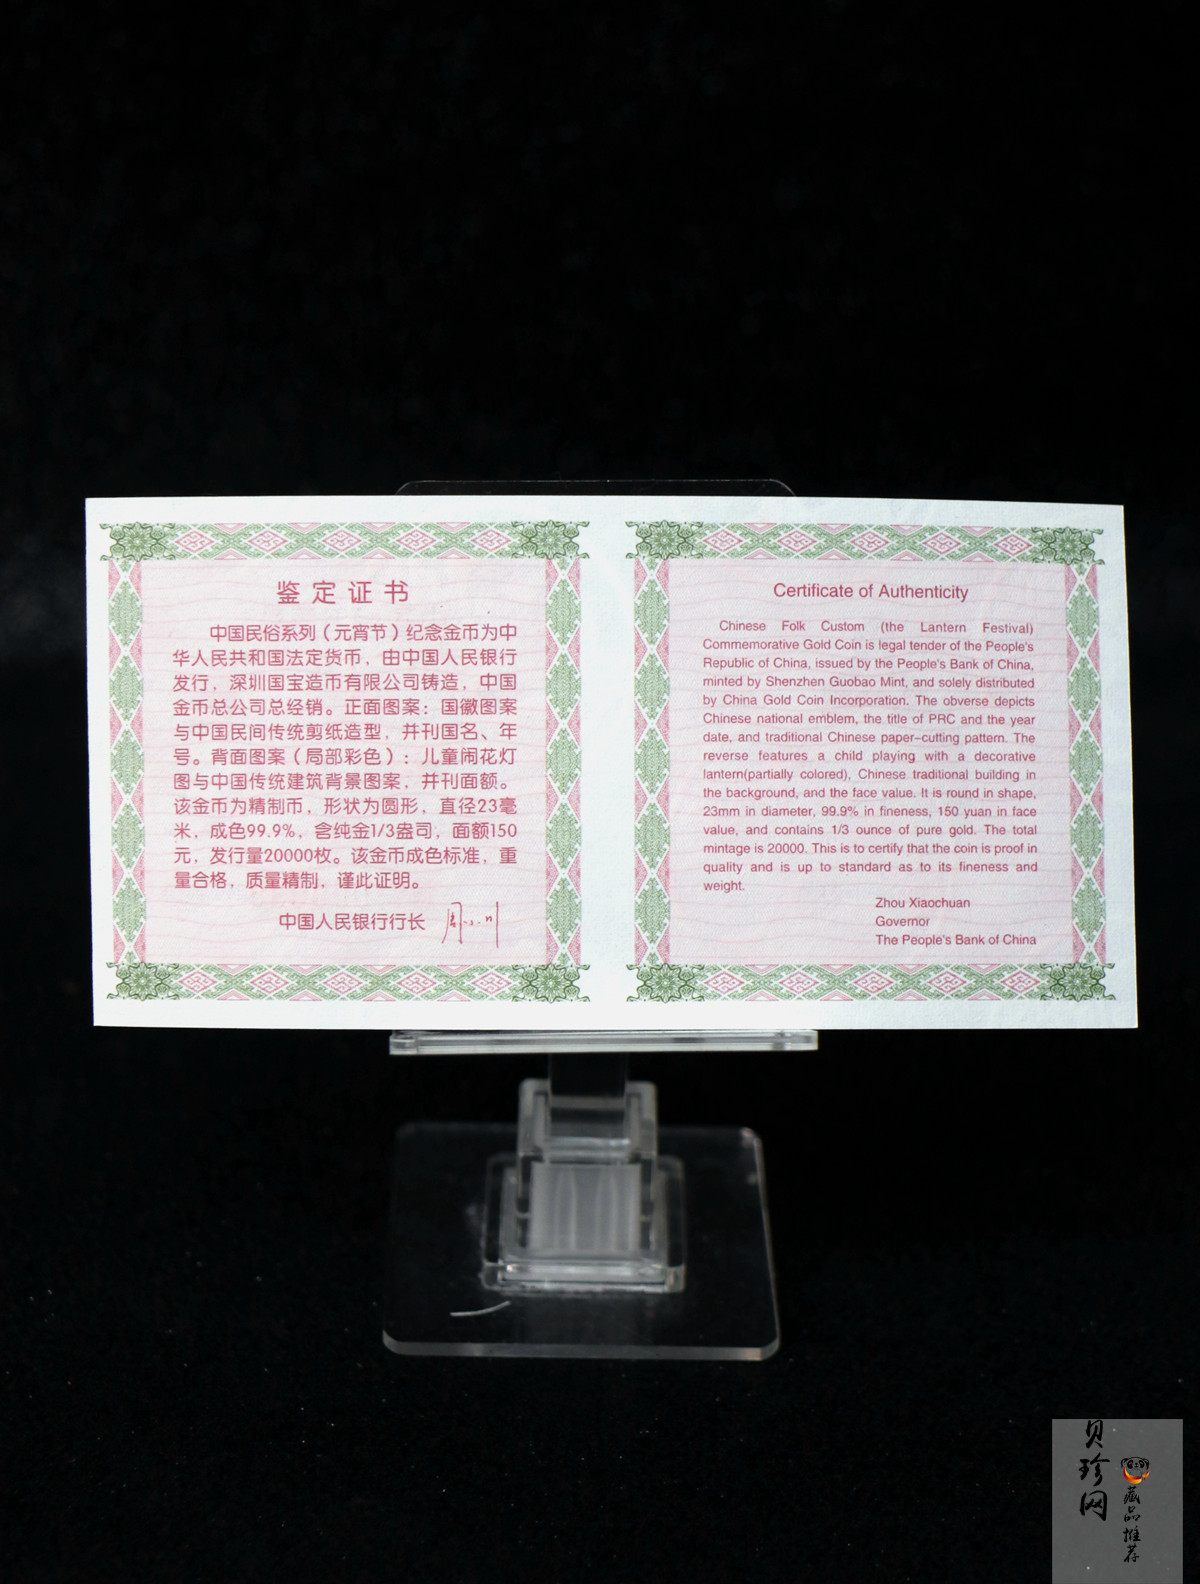 鉴定证书
中国民俗系列（元宵节）纪念金币为中
华人民共和国法定货币，由中国人民银行
发行，深圳国宝造币有限公司铸造，中国
金币总公司总经销。正面图案：国徽图案
与中国民间传统剪纸造型，并刊国名、年
号。背面图案（局部彩色）：儿童闹花灯
图与中国传统建筑背景图案，并刊面额。
该金币为精制币，形状为圆形，直径23毫
米，成色99.9%，含纯金1/3盎司，面额150
元，发行量20000枚。该金币成色标准，重
量合格，质量精制，谨此证明。
中国人民银行行长
Certificate of Authenticity
Chinese Folk Custom (the Lantern Festival)
Commemorative Gold Coin is legal tender of the People's
Republic of China, issued by the People's Bank of China,
minted by Shenzhen Guobao Mint, and solely distributed
by China Gold Coin Incorporation. The obverse depicts
Chinese national emblem, the title of PRC and the year
date, and traditional Chinese paper-cutting pattern. The
reverse features a child playing with a decorative
lantern(partially colored), Chinese traditional building in
the background, and the face value. It is round in shape,
23mm in diameter, 99.9% in fineness, 150 yuan in face
value, and contains 1/3 ounce of pure gold. The total
mintage is 20000. This is to certify that the coin is proof in
quality and is up to standard as to its fineness and
weight.
Zhou Xiaochuan
Governor
The People's Bank of China
贝珍网
藏品推荐